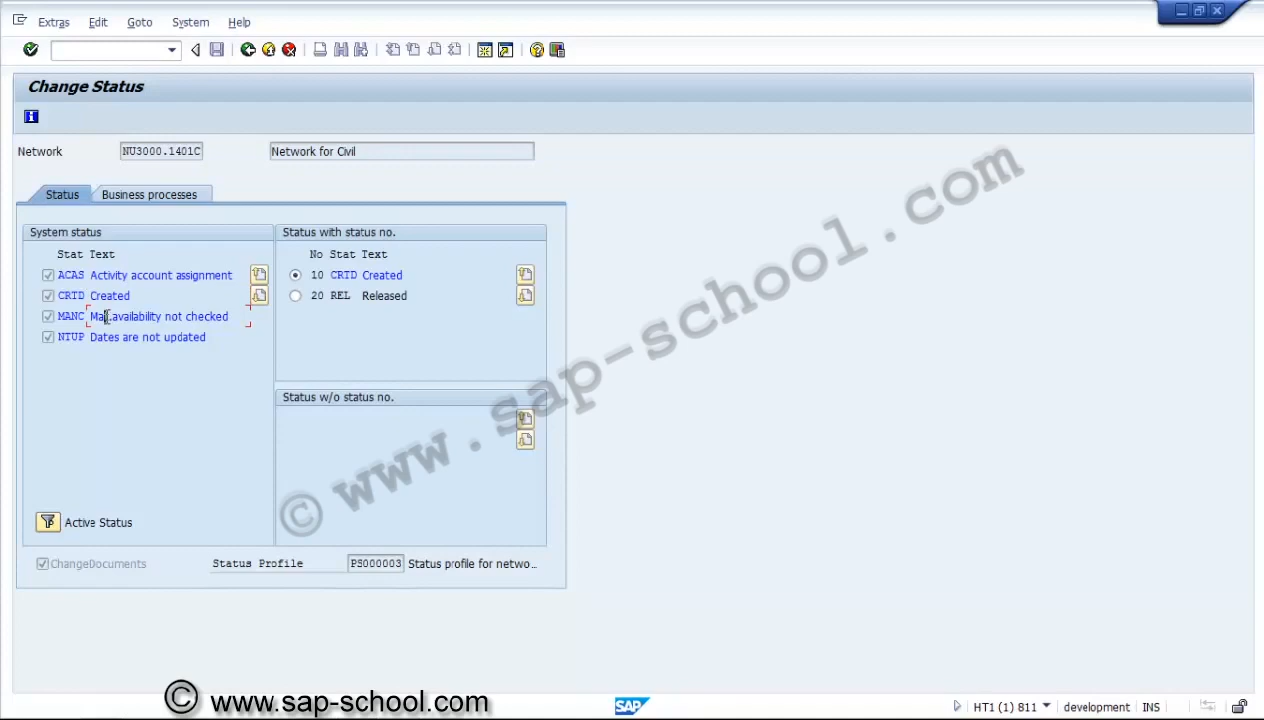 Extras Edit Goto System Help
Change Status
Network NU3000.1401C Network for Civil
Status Business processes
System status
Stat Text
ACAS Activity account assignment
CRTD Created
MANC Mat.availability not checked
NTUP Dates are not updated
Active Status
Status with status no.
No Stat Text
10 CRTD Created
20 REL Released
Status w/o status no.
ChangeDocuments Status Profile PS000003 Status profile for netwo...
© www.sap-school.com
© www.sap-school.com
SAP
HT1 (1) 811 development INS